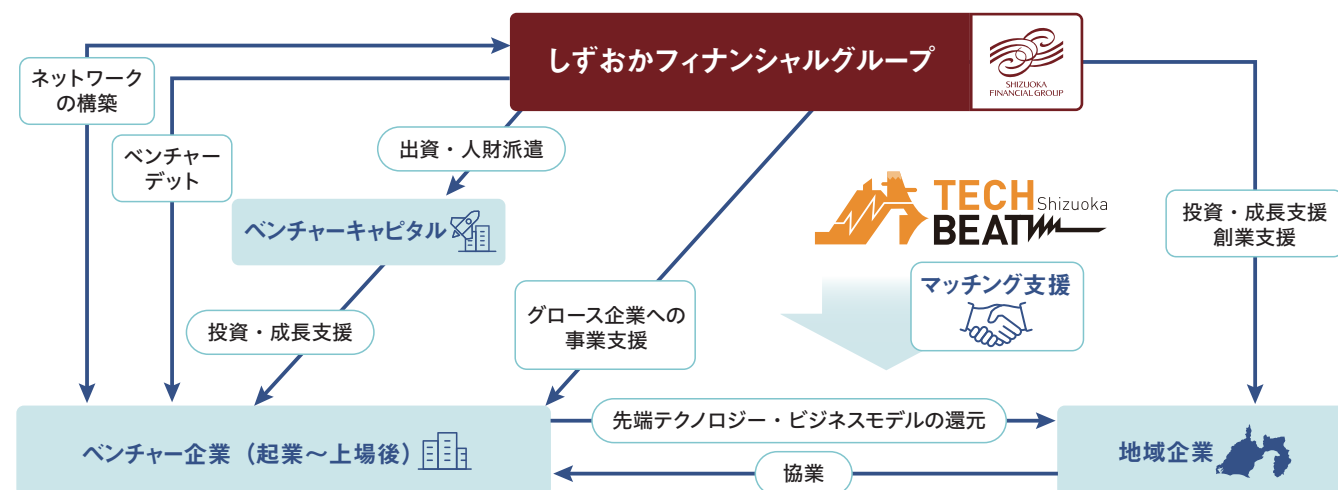 しずおかフィナンシャルグループ
SHIZUOKA
FINANCIAL GROUP
ネットワーク
の構築
ベンチャー
デット
出資・人財派遣
ベンチャーキャピタル
投資・成長支援
グロース企業への
事業支援
TECH
BEAT
Shizuoka
マッチング支援
投資・成長支援
創業支援
ベンチャー企業（起業～上場後）
先端テクノロジー・ビジネスモデルの還元
協業
地域企業